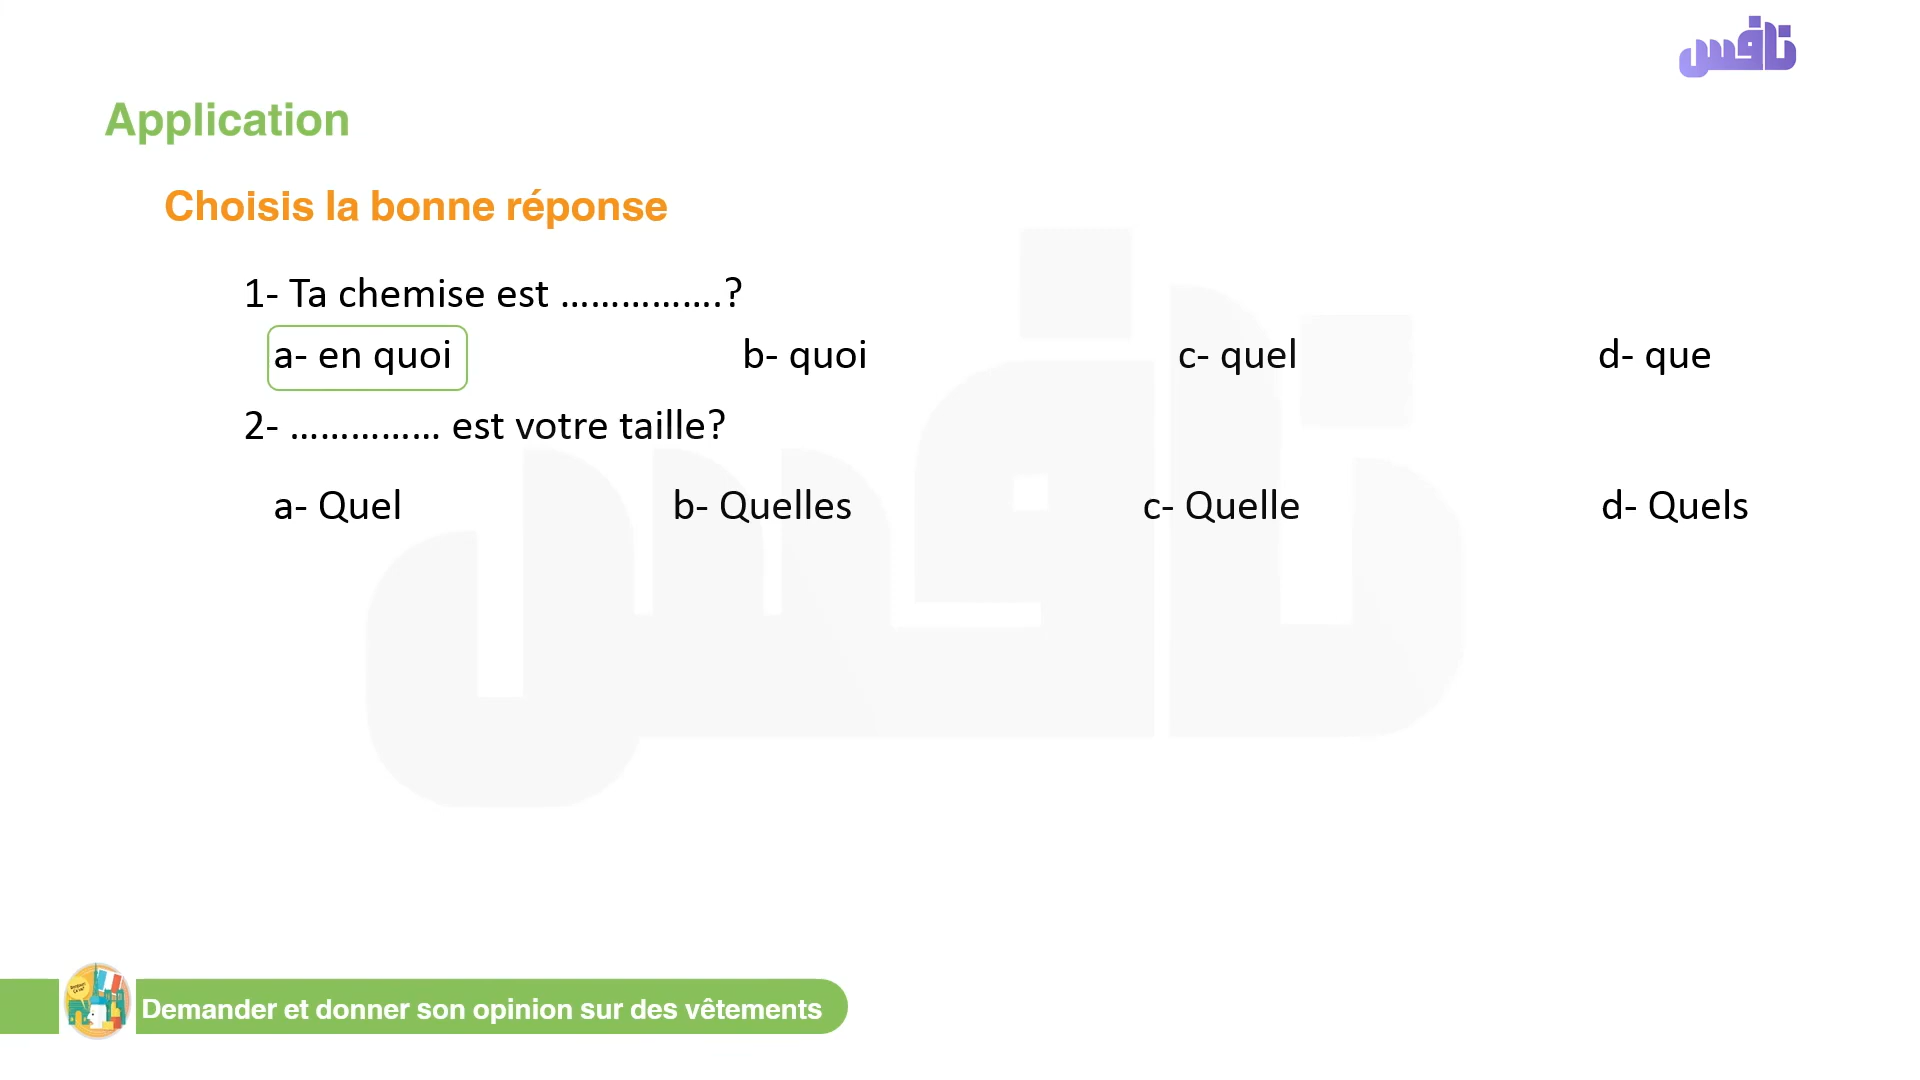 نافس
Application
Choisis la bonne réponse
1- Ta chemise est …………….?
a- en quoi b- quoi c- quel d- que
2- …………… est votre taille?
a- Quel b- Quelles c- Quelle d- Quels
Demander et donner son opinion sur des vêtements